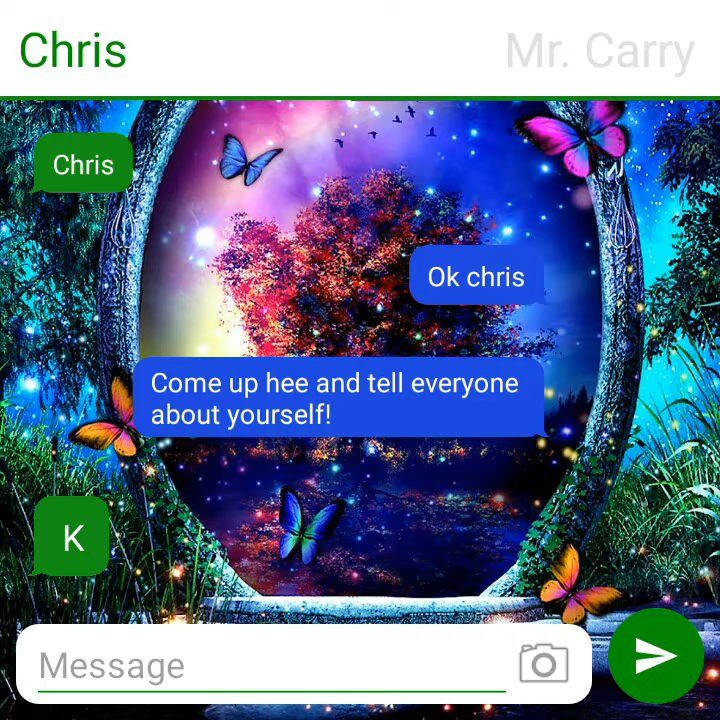 Chris
Mr. Carry
Chris
Ok chris
Come up hee and tell everyone
about yourself!
K
Message